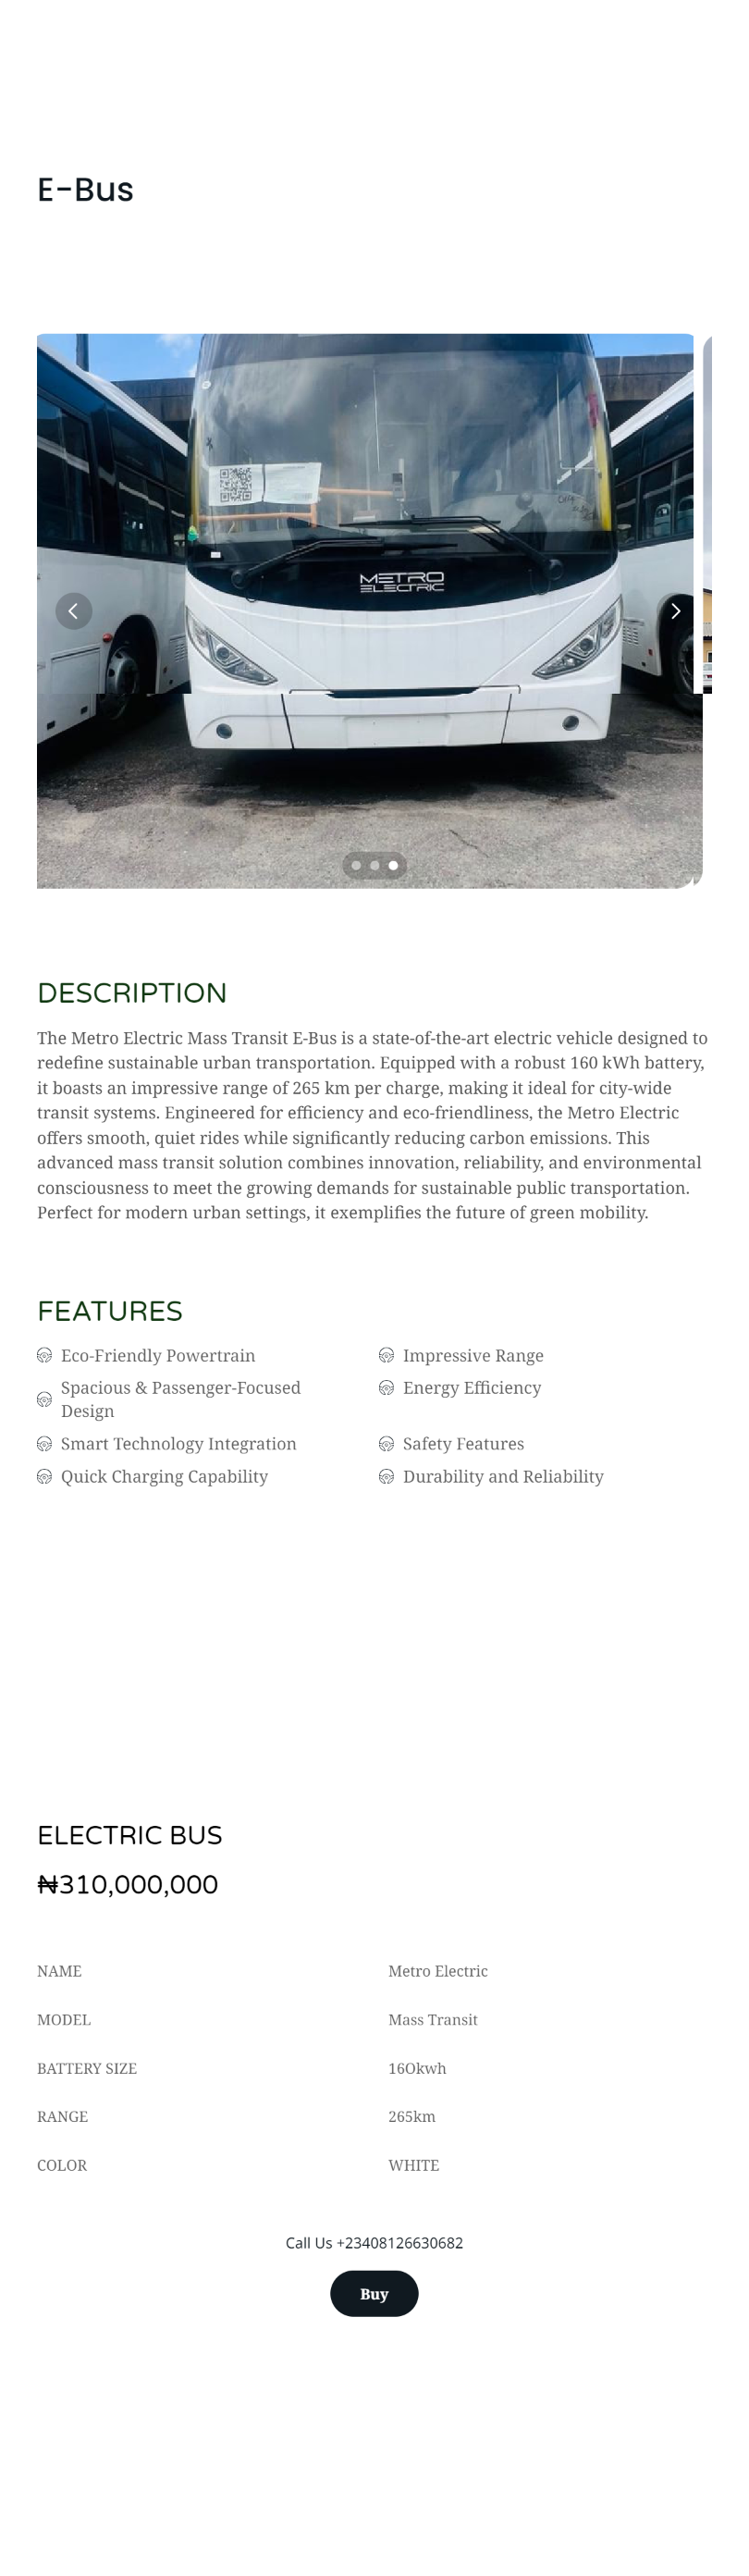 E-Bus
METRO
ELECTRIC
DESCRIPTION
The Metro Electric Mass Transit E-Bus is a state-of-the-art electric vehicle designed to
redefine sustainable urban transportation. Equipped with a robust 160 kWh battery,
it boasts an impressive range of 265 km per charge, making it ideal for city-wide
transit systems. Engineered for efficiency and eco-friendliness, the Metro Electric
offers smooth, quiet rides while significantly reducing carbon emissions. This
advanced mass transit solution combines innovation, reliability, and environmental
consciousness to meet the growing demands for sustainable public transportation.
Perfect for modern urban settings, it exemplifies the future of green mobility.
FEATURES
Eco-Friendly Powertrain
Impressive Range
Spacious & Passenger-Focused
Design
Energy Efficiency
Smart Technology Integration
Safety Features
Quick Charging Capability
Durability and Reliability
ELECTRIC BUS
₦310,000,000
NAME
Metro Electric
MODEL
Mass Transit
BATTERY SIZE
16Okwh
RANGE
265km
COLOR
WHITE
Call Us +23408126630682
Buy